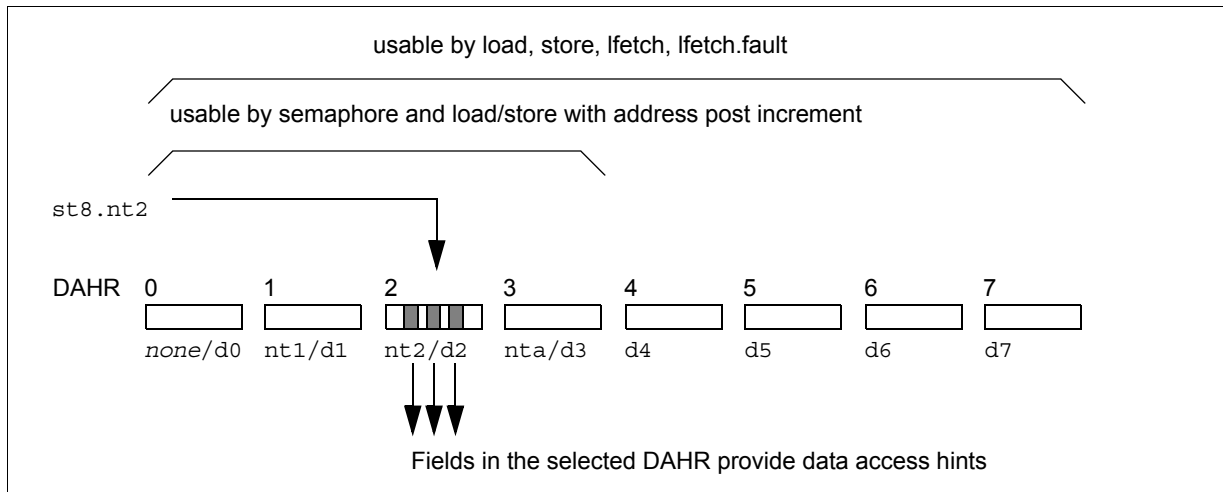 usable by load, store, lfetch, lfetch.fault
usable by semaphore and load/store with address post increment
st8.nt2
DAHR 0 1 2 3 4 5 6 7
none/d0 nt1/d1 nt2/d2 nta/d3 d4 d5 d6 d7
Fields in the selected DAHR provide data access hints